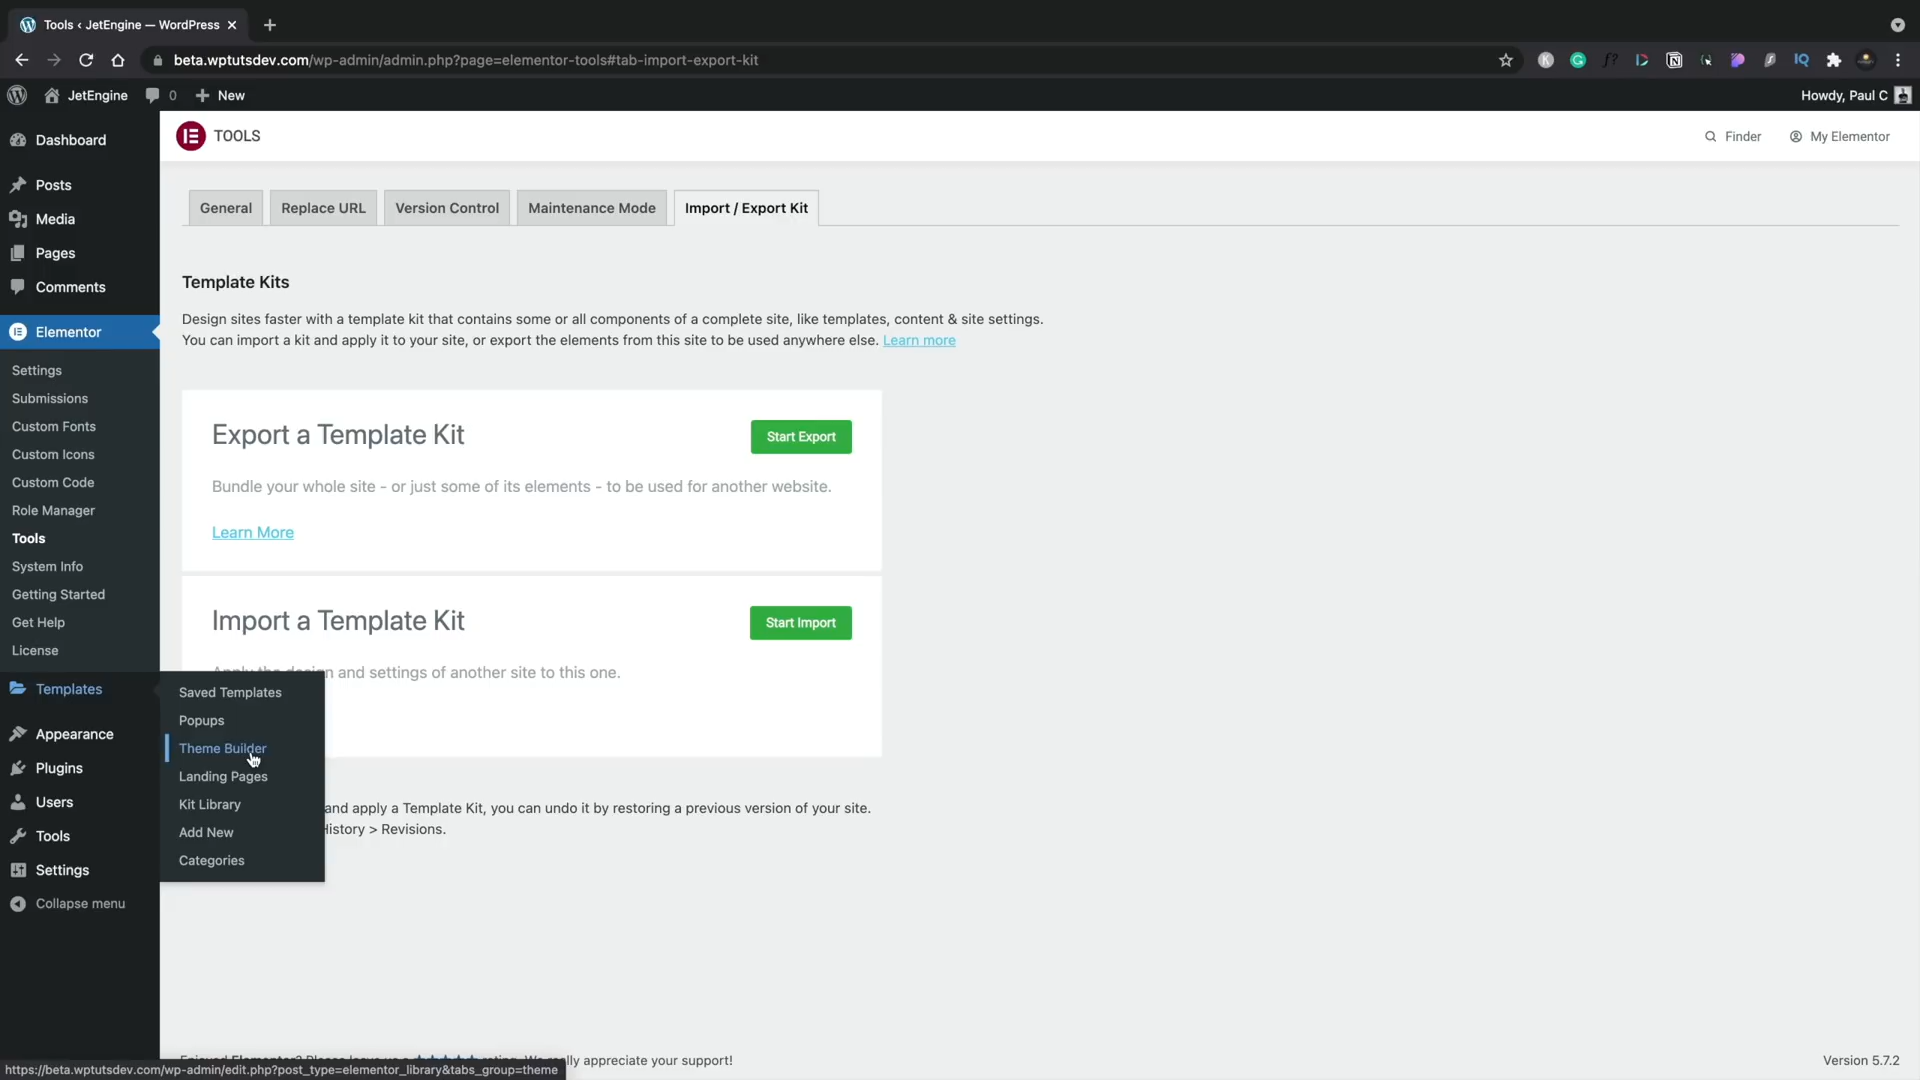 Tools ‹ JetEngine — WordPress
beta.wptutsdev.com/wp-admin/admin.php?page=elementor-tools#tab-import-export-kit
JetEngine 0 New Howdy, Paul C
Dashboard
Posts
Media
Pages
Comments
Elementor
Settings
Submissions
Custom Fonts
Custom Icons
Custom Code
Role Manager
Tools
System Info
Getting Started
Get Help
License
Templates
Appearance
Plugins
Users
Tools
Settings
Collapse menu
Saved Templates
Popups
Theme Builder
Landing Pages
Kit Library
Add New
Categories
TOOLS
Finder My Elementor
General Replace URL Version Control Maintenance Mode Import / Export Kit
Template Kits
Design sites faster with a template kit that contains some or all components of a complete site, like templates, content & site settings.
You can import a kit and apply it to your site, or export the elements from this site to be used anywhere else. Learn more
Export a Template Kit
Start Export
Bundle your whole site - or just some of its elements - to be used for another website.
Learn More
Import a Template Kit
Start Import
and settings of another site to this one.
and apply a Template Kit, you can undo it by restoring a previous version of your site.
History > Revisions.
appreciate your support!
Version 5.7.2
https://beta.wptutsdev.com/wp-admin/edit.php?post_type=elementor_library&tabs_group=theme